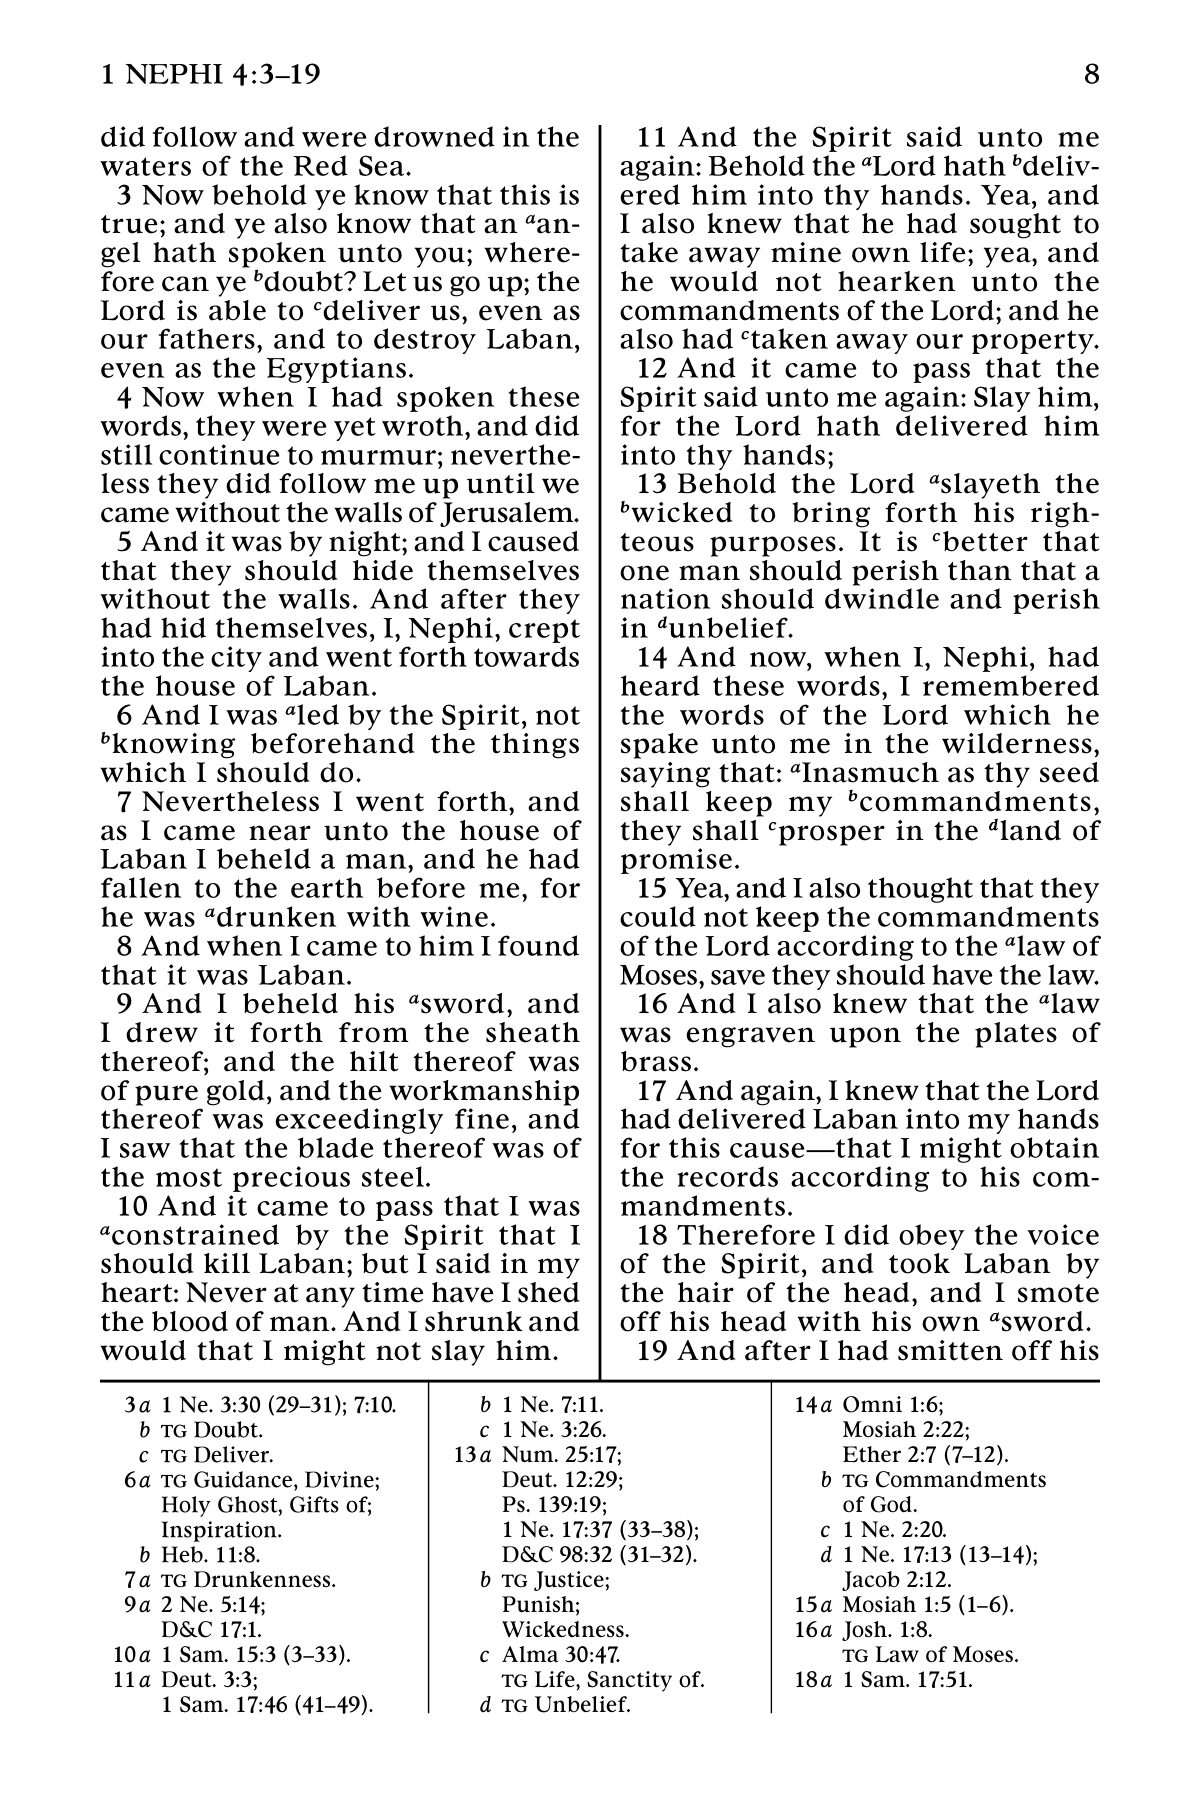 1 NEPHI 4:3–19
8
did follow and were drowned in the
waters of the Red Sea.
3 Now behold ye know that this is
true; and ye also know that an aan-
gel hath spoken unto you; where-
fore can ye bdoubt? Let us go up; the
Lord is able to cdeliver us, even as
our fathers, and to destroy Laban,
even as the Egyptians.
4 Now when I had spoken these
words, they were yet wroth, and did
still continue to murmur; neverthe-
less they did follow me up until we
came without the walls of Jerusalem.
5 And it was by night; and I caused
that they should hide themselves
without the walls. And after they
had hid themselves, I, Nephi, crept
into the city and went forth towards
the house of Laban.
6 And I was aled by the Spirit, not
bknowing beforehand the things
which I should do.
7 Nevertheless I went forth, and
as I came near unto the house of
Laban I beheld a man, and he had
fallen to the earth before me, for
he was adrunken with wine.
8 And when I came to him I found
that it was Laban.
9 And I beheld his asword, and
I drew it forth from the sheath
thereof; and the hilt thereof was
of pure gold, and the workmanship
thereof was exceedingly fine, and
I saw that the blade thereof was of
the most precious steel.
10 And it came to pass that I was
aconstrained by the Spirit that I
should kill Laban; but I said in my
heart: Never at any time have I shed
the blood of man. And I shrunk and
would that I might not slay him.
11 And the Spirit said unto me
again: Behold the aLord hath bdeliv-
ered him into thy hands. Yea, and
I also knew that he had sought to
take away mine own life; yea, and
he would not hearken unto the
commandments of the Lord; and he
also had ctaken away our property.
12 And it came to pass that the
Spirit said unto me again: Slay him,
for the Lord hath delivered him
into thy hands;
13 Behold the Lord aslayeth the
bwicked to bring forth his righ-
teous purposes. It is cbetter that
one man should perish than that a
nation should dwindle and perish
in dunbelief.
14 And now, when I, Nephi, had
heard these words, I remembered
the words of the Lord which he
spake unto me in the wilderness,
saying that: aInasmuch as thy seed
shall keep my bcommandments,
they shall cprosper in the dland of
promise.
15 Yea, and I also thought that they
could not keep the commandments
of the Lord according to the alaw of
Moses, save they should have the law.
16 And I also knew that the alaw
was engraven upon the plates of
brass.
17 And again, I knew that the Lord
had delivered Laban into my hands
for this cause—that I might obtain
the records according to his com-
mandments.
18 Therefore I did obey the voice
of the Spirit, and took Laban by
the hair of the head, and I smote
off his head with his own asword.
19 And after I had smitten off his
3a 1 Ne. 3:30 (29–31); 7:10.
b TG Doubt.
c TG Deliver.
6a TG Guidance, Divine;
Holy Ghost, Gifts of;
Inspiration.
b Heb. 11:8.
7a TG Drunkenness.
9a 2 Ne. 5:14;
D&C 17:1.
10a 1 Sam. 15:3 (3–33).
11a Deut. 3:3;
1 Sam. 17:46 (41–49).
b 1 Ne. 7:11.
c 1 Ne. 3:26.
13a Num. 25:17;
Deut. 12:29;
Ps. 139:19;
1 Ne. 17:37 (33–38);
D&C 98:32 (31–32).
b TG Justice;
Punish;
Wickedness.
c Alma 30:47.
TG Life, Sanctity of.
d TG Unbelief.
14a Omni 1:6;
Mosiah 2:22;
Ether 2:7 (7–12).
b TG Commandments
of God.
c 1 Ne. 2:20.
d 1 Ne. 17:13 (13–14);
Jacob 2:12.
15a Mosiah 1:5 (1–6).
16a Josh. 1:8.
TG Law of Moses.
18a 1 Sam. 17:51.